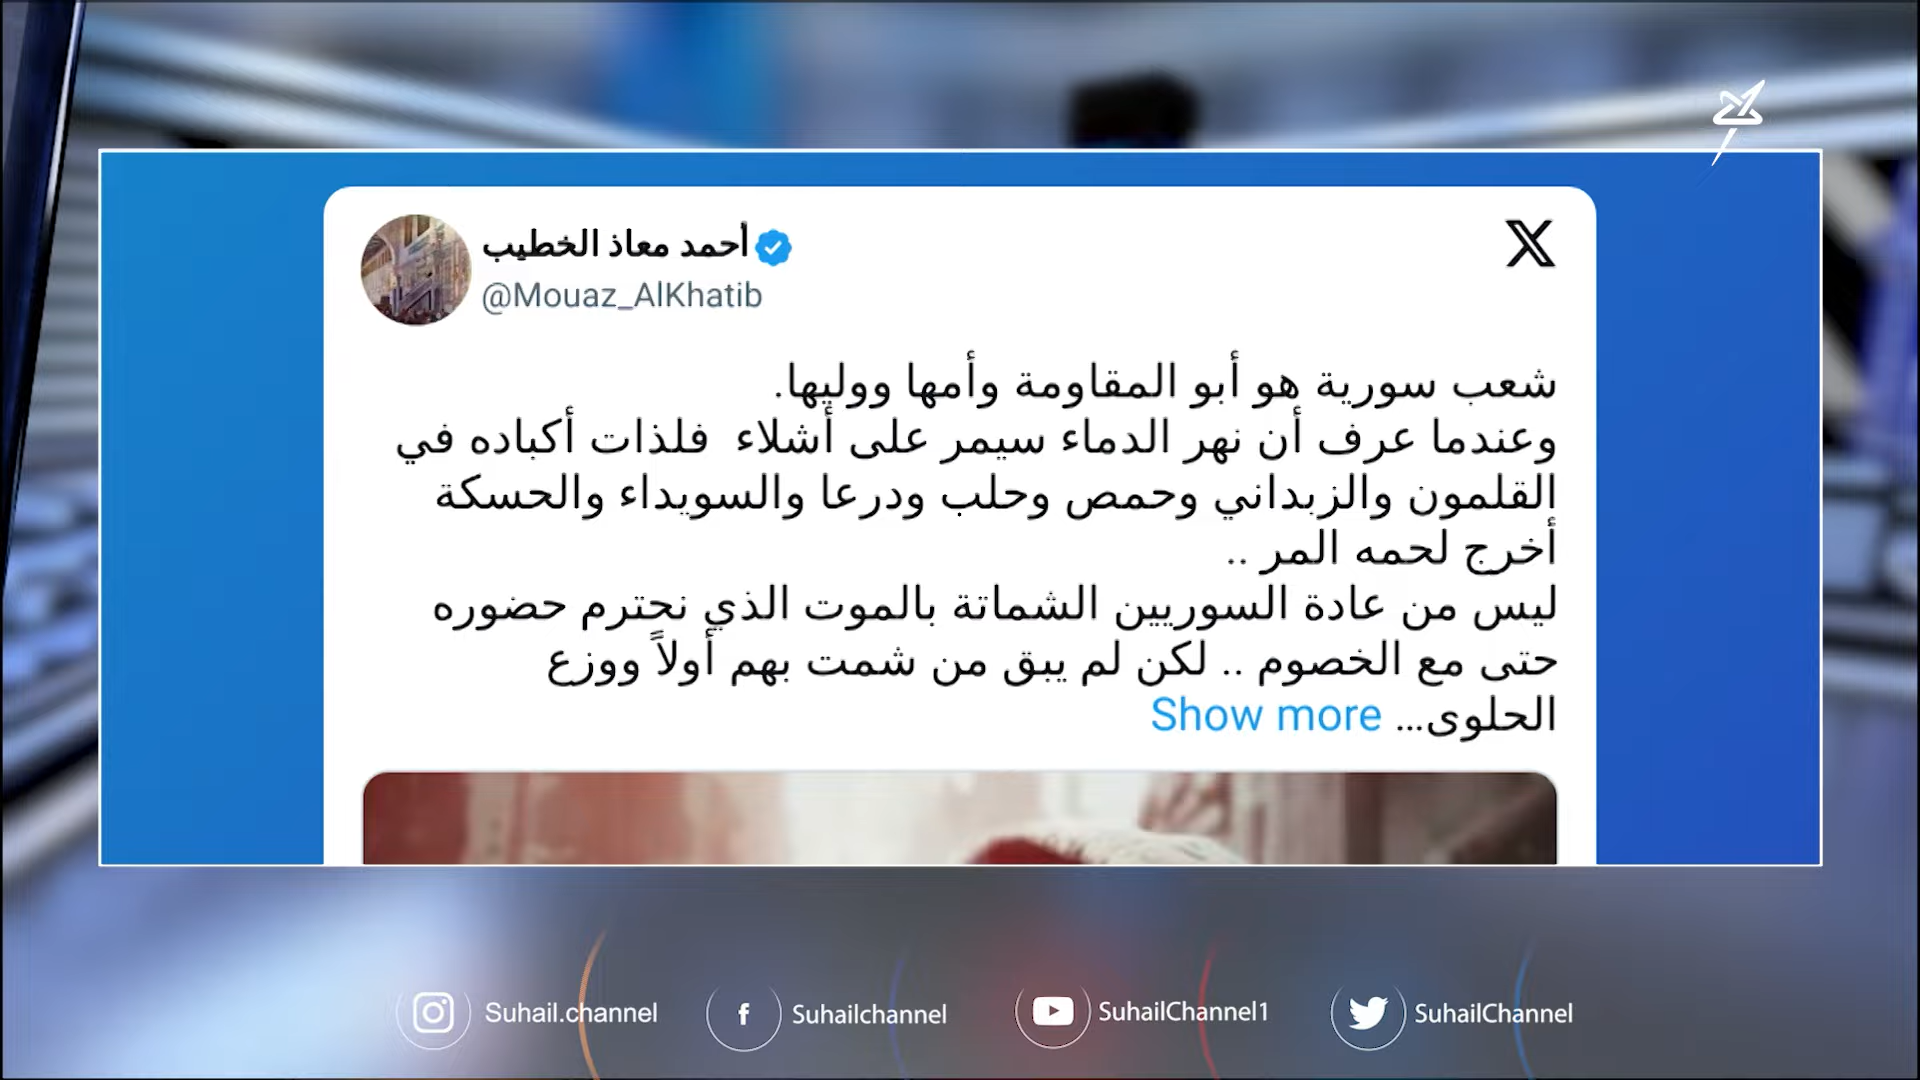 أحمد معاذ الخطيب
@Mouaz_AlKhatib
شعب سورية هو أبو المقاومة وأمها ووليها.
وعندما عرف أن نهر الدماء سيمر على أشلاء فلذات أكباده في
القلمون والزبداني وحمص وحلب ودرعا والسويداء والحسكة
أخرج لحمه المر ..
ليس من عادة السوريين الشماتة بالموت الذي نحترم حضوره
حتى مع الخصوم .. لكن لم يبق من شمت بهم أولاً ووزع
الحلوى... Show more
Suhail.channel
Suhailchannel
SuhailChannel1
SuhailChannel